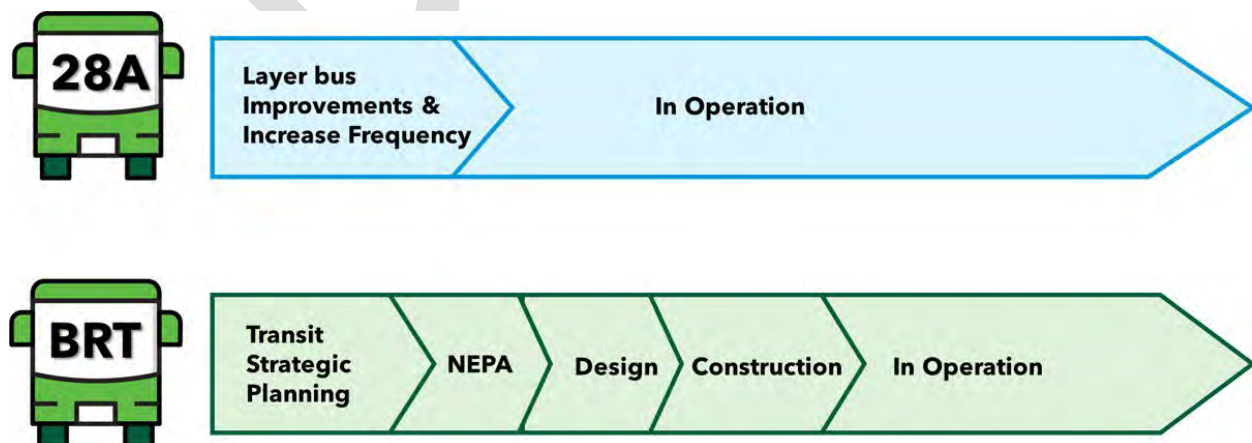 28A
Layer bus
Improvements &
Increase Frequency
In Operation
BRT
Transit
Strategic
Planning
NEPA
Design
Construction
In Operation